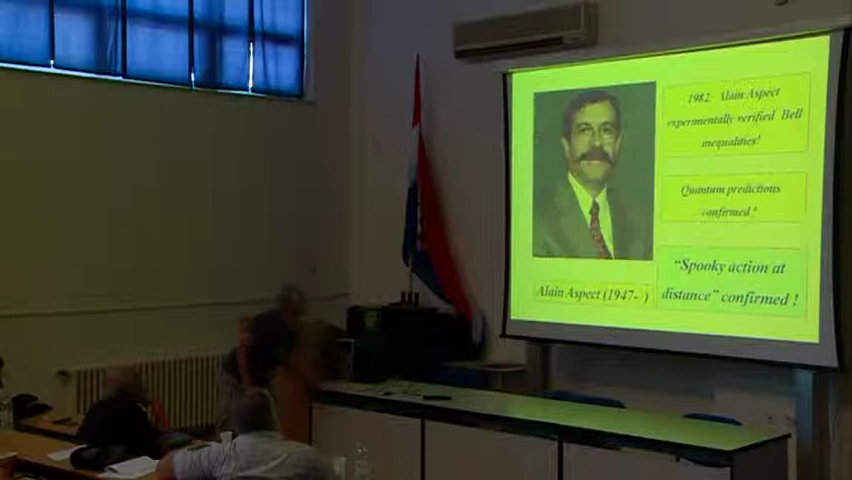 1982 Alain Aspect
experimentally verified Bell
inequalities!
Quantum predictions
confirmed !
"Spooky action at
distance" confirmed !
Alain Aspect (1947- )